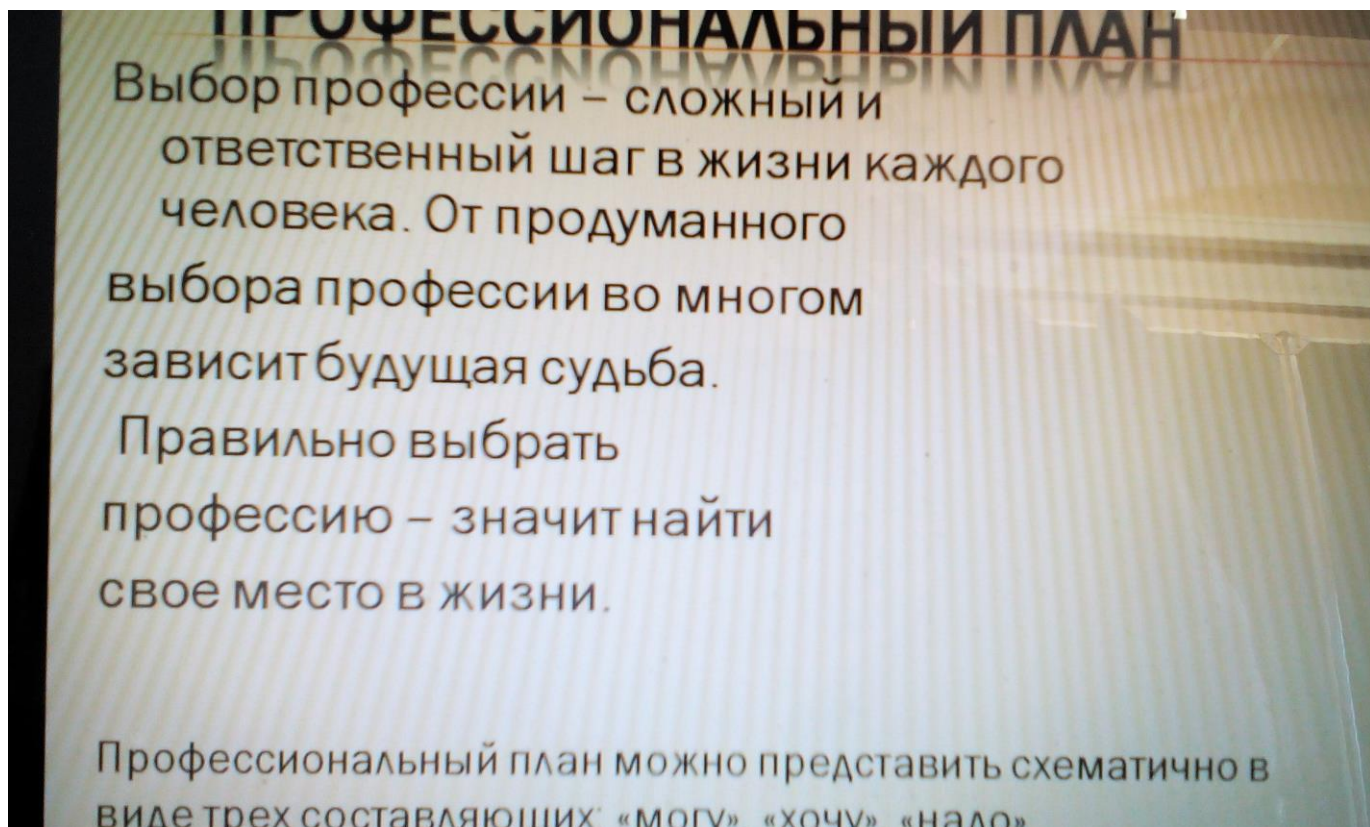 ПРОФЕССИОНАЛЬНЫЙ ПЛАН
Выбор профессии – сложный и
ответственный шаг в жизни каждого
человека. От продуманного
выбора профессии во многом
зависит будущая судьба.
Правильно выбрать
профессию – значит найти
свое место в жизни.
Профессиональный план можно представить схематично в
виде трех составляющих: «могу», «хочу», «надо»